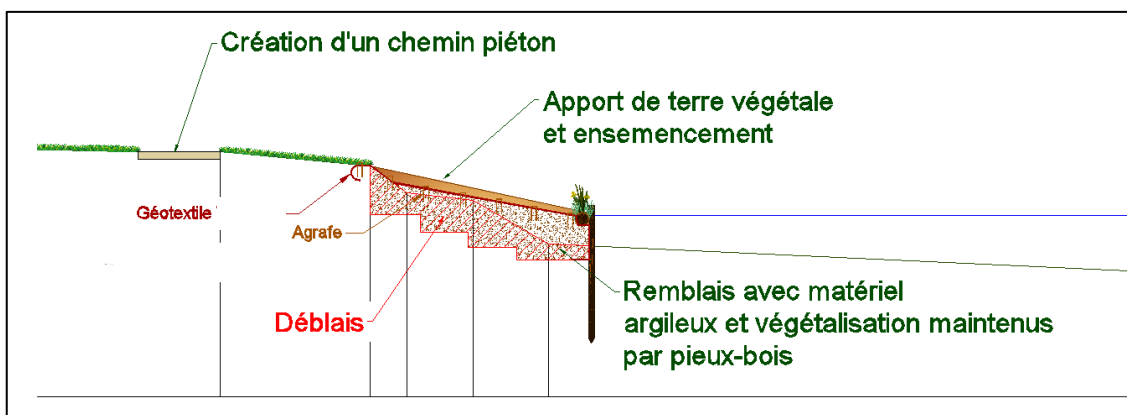 Création d'un chemin piéton
Apport de terre végétale
et ensemencement
Géotextile
Agrafe
Déblais
Remblais avec matériel
argileux et végétalisation maintenus
par pieux-bois